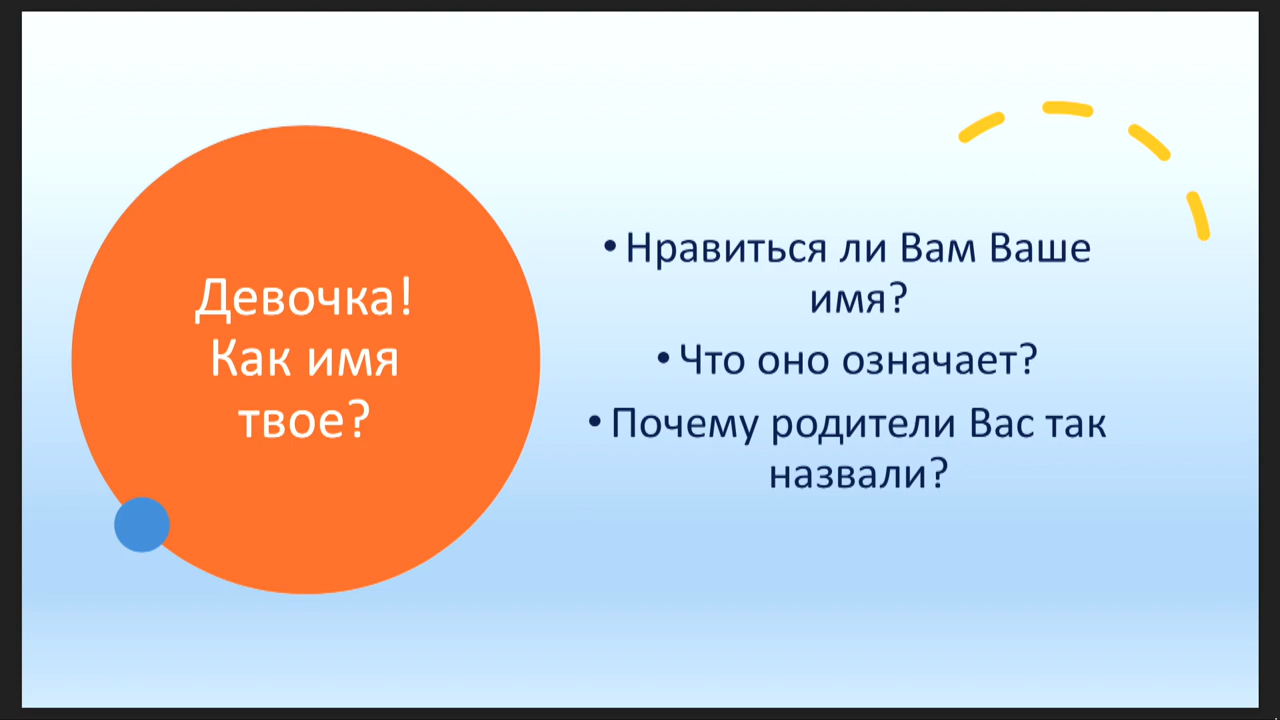 Девочка!
Как имя
твое?
• Нравиться ли Вам Ваше
имя?
• Что оно означает?
• Почему родители Вас так
назвали?